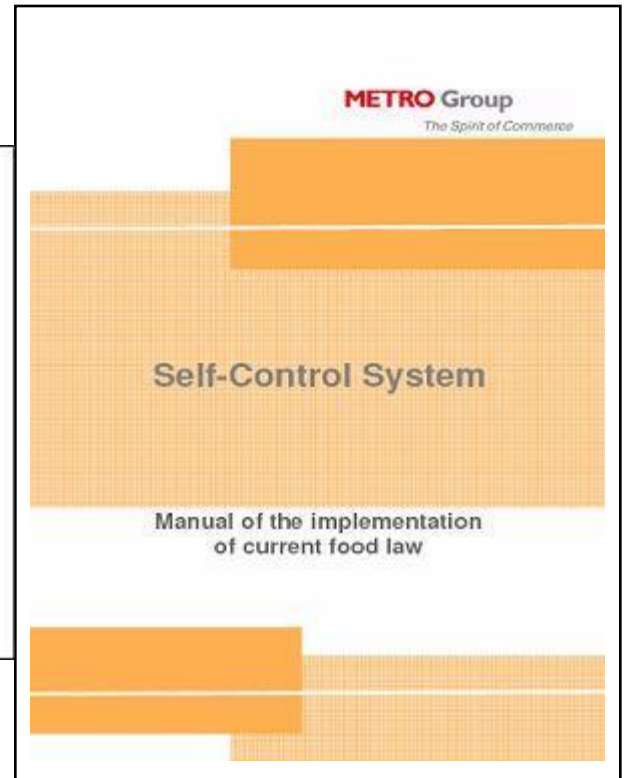 METRO Group
The Spirit of Commerce
Self-Control System
Manual of the implementation
of current food law